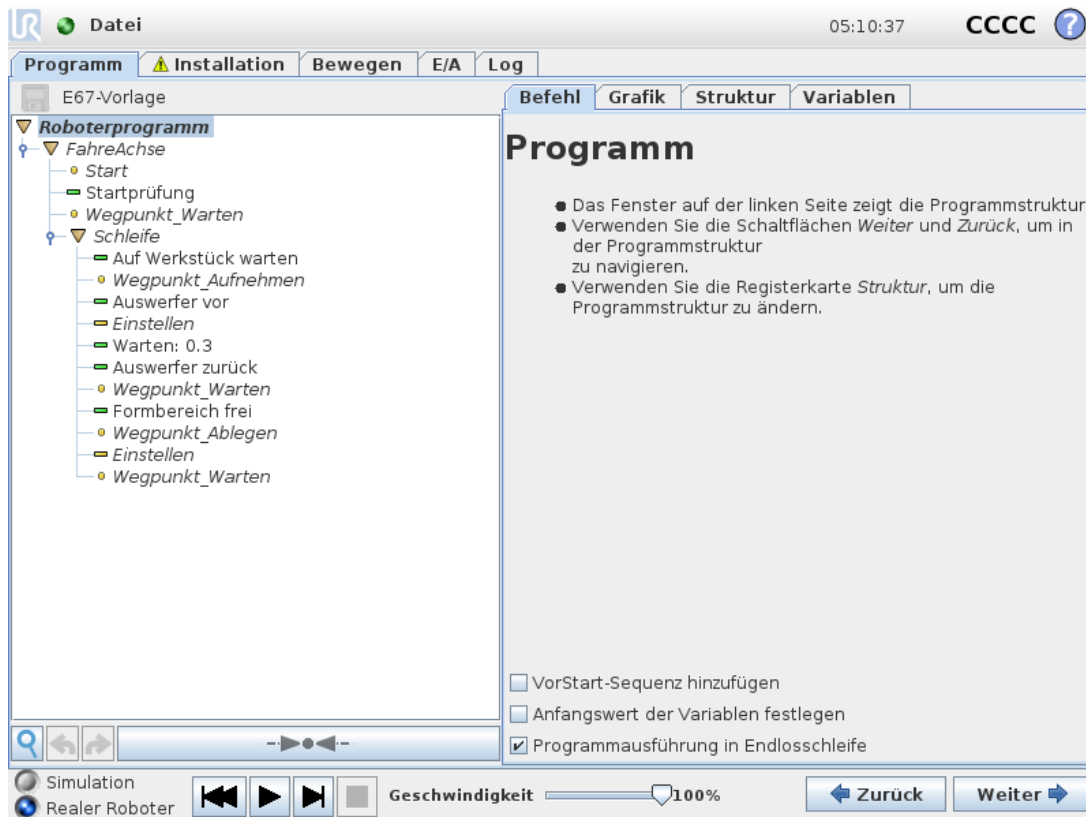 UR Datei 05:10:37 CCCC ?
Programm Installation Bewegen E/A Log
E67-Vorlage
Befehl Grafik Struktur Variablen
Roboterprogramm
FahreAchse
Start
Startprüfung
Wegpunkt_Warten
Schleife
Auf Werkstück warten
Wegpunkt_Aufnehmen
Auswerfer vor
Einstellen
Warten: 0.3
Auswerfer zurück
Wegpunkt_Warten
Formbereich frei
Wegpunkt_Ablegen
Einstellen
Wegpunkt_Warten
Programm
Das Fenster auf der linken Seite zeigt die Programmstruktur
Verwenden Sie die Schaltflächen Weiter und Zurück, um in
der Programmstruktur
zu navigieren.
Verwenden Sie die Registerkarte Struktur, um die
Programmstruktur zu ändern.
VorStart-Sequenz hinzufügen
Anfangswert der Variablen festlegen
Programmausführung in Endlosschleife
Simulation
Realer Roboter
Geschwindigkeit 100%
Zurück Weiter